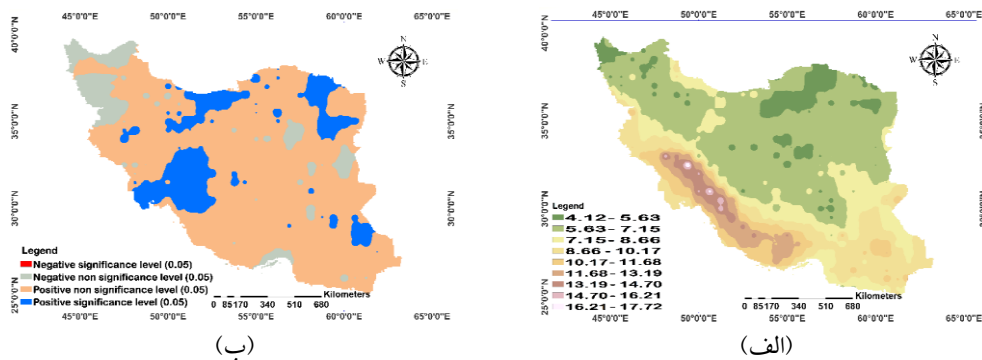 45°0'0"E 50°0'0"E 55°0'0"E 60°0'0"E 65°0'0"E
40°0'0"N
35°0'0"N
30°0'0"N
25°0'0"N
N
W E
S
Legend
Negative significance level (0.05)
Negative non significance level (0.05)
Positive non significance level (0.05)
Positive significance level (0.05)
Kilometers
0 85170 340 510 680
45°0'0"E 50°0'0"E 55°0'0"E 60°0'0"E 65°0'0"E
(ب)
45°0'0"E 50°0'0"E 55°0'0"E 60°0'0"E 65°0'0"E
40°0'0"N
35°0'0"N
30°0'0"N
25°0'0"N
N
W E
S
Legend
4.12 - 5.63
5.63 - 7.15
7.15 - 8.66
8.66 - 10.17
10.17 - 11.68
11.68 - 13.19
13.19 - 14.70
14.70 - 16.21
16.21 - 17.72
Kilometers
0 85170 340 510 680
45°0'0"E 50°0'0"E 55°0'0"E 60°0'0"E 65°0'0"E
(الف)